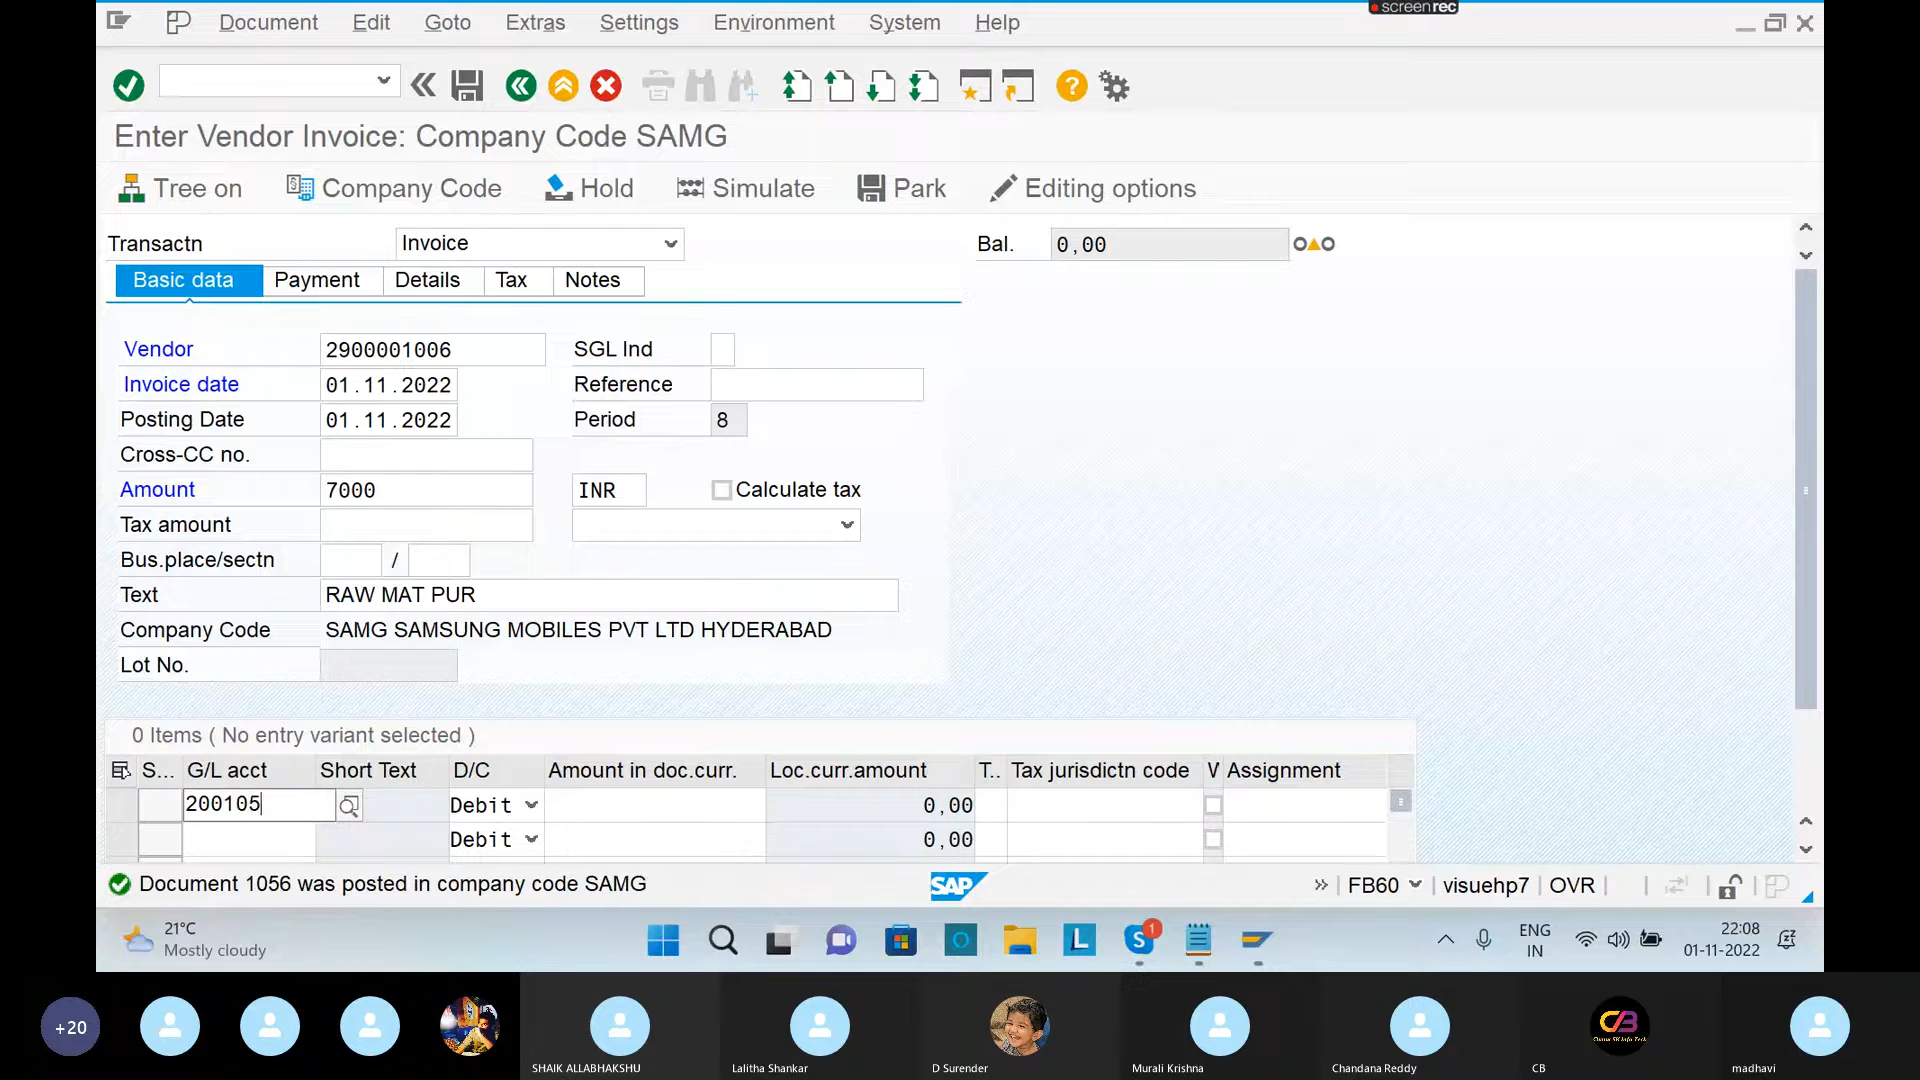 screenrec
Document Edit Goto Extras Settings Environment System Help
Enter Vendor Invoice: Company Code SAMG
Tree on Company Code Hold Simulate Park Editing options
Transactn Invoice Bal. 0,00
Basic data Payment Details Tax Notes
Vendor 2900001006 SGL Ind
Invoice date 01.11.2022 Reference
Posting Date 01.11.2022 Period 8
Cross-CC no.
Amount 7000 INR Calculate tax
Tax amount
Bus.place/sectn /
Text RAW MAT PUR
Company Code SAMG SAMSUNG MOBILES PVT LTD HYDERABAD
Lot No.
0 Items ( No entry variant selected )
S... G/L acct Short Text D/C Amount in doc.curr. Loc.curr.amount T.. Tax jurisdictn code V Assignment
200105 Debit 0,00
Debit 0,00
Document 1056 was posted in company code SAMG SAP FB60 visuehp7 OVR
21°C
Mostly cloudy
L S 1
ENG
IN
22:08
01-11-2022
+20 CB
SHAIK ALLABHAKSHU Lalitha Shankar D Surender Murali Krishna Chandana Reddy CB madhavi